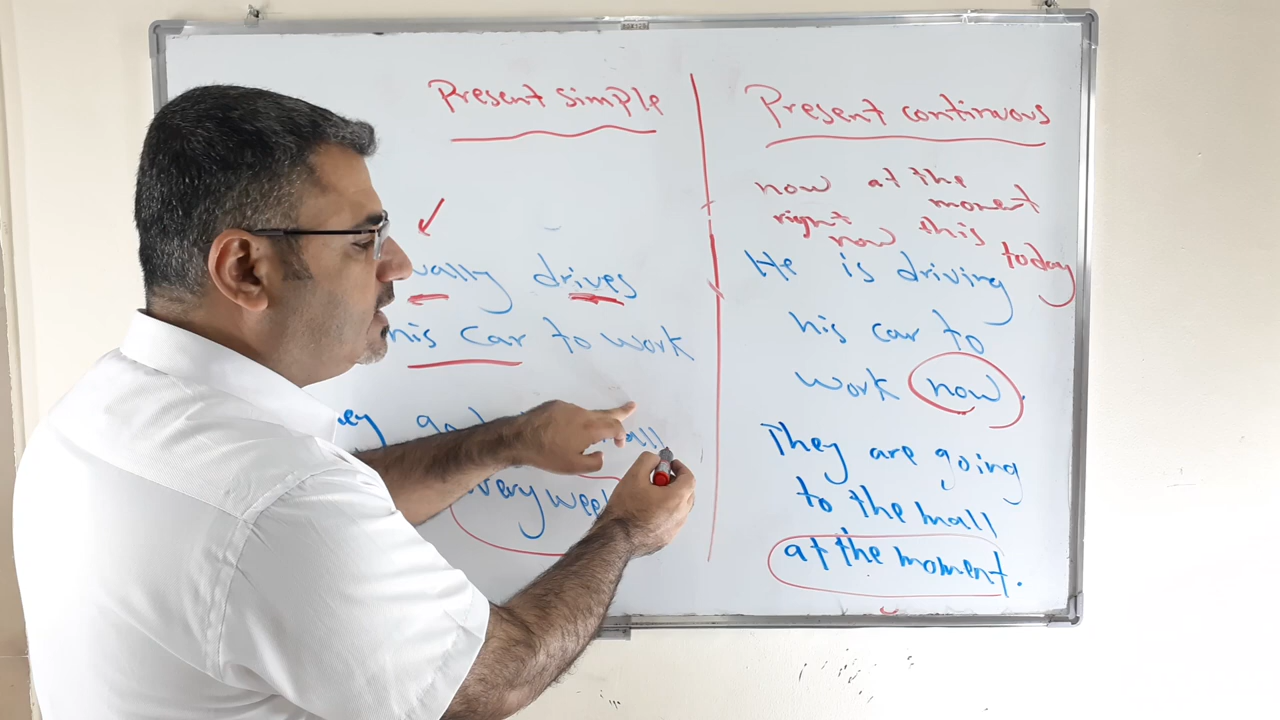 Present simple
drives
his car to work
every
Present continuous
now at the moment
right now this today
He is driving
his car to
work now.
They are going
to the mall
at the moment.